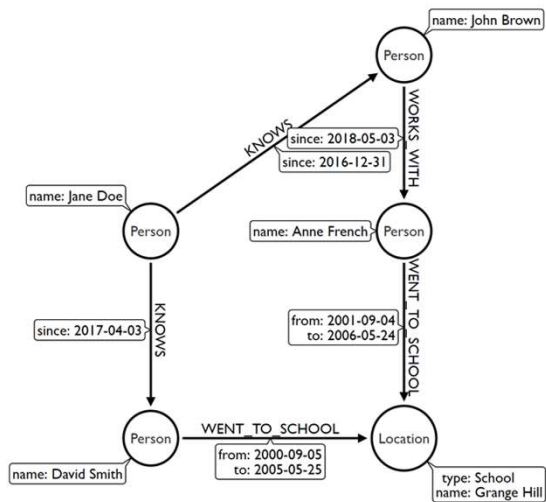 name: John Brown
Person
KNOWS
WORKS_WITH
since: 2018-05-03
since: 2016-12-31
name: Jane Doe
Person
name: Anne French
Person
KNOWS
since: 2017-04-03
WENT_TO_SCHOOL
from: 2001-09-04
to: 2006-05-24
Person
WENT_TO_SCHOOL
from: 2000-09-05
to: 2005-05-25
Location
name: David Smith
type: School
name: Grange Hill